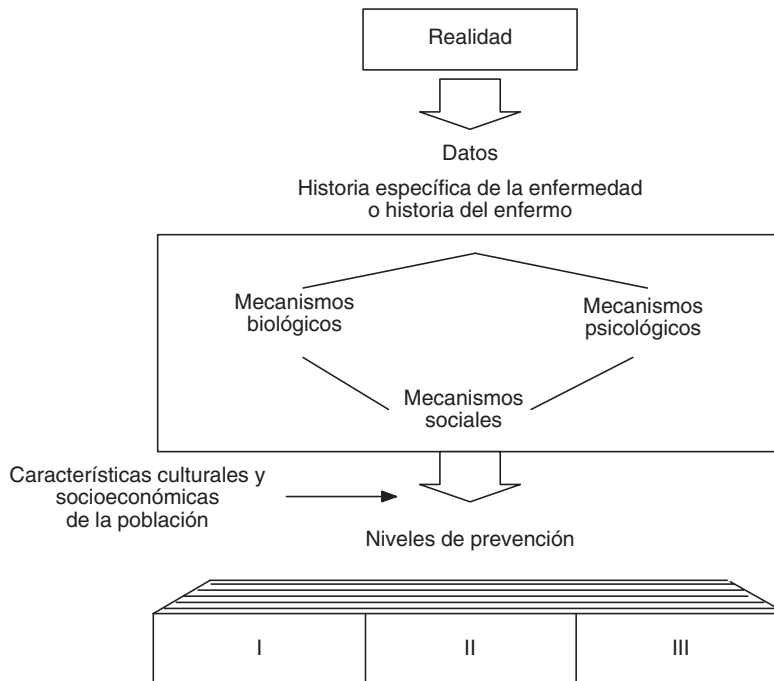 Realidad
Datos
Historia específica de la enfermedad
o historia del enfermo
Mecanismos
biológicos
Mecanismos
psicológicos
Mecanismos
sociales
Características culturales y
socioeconómicas
de la población
Niveles de prevención
I
II
III